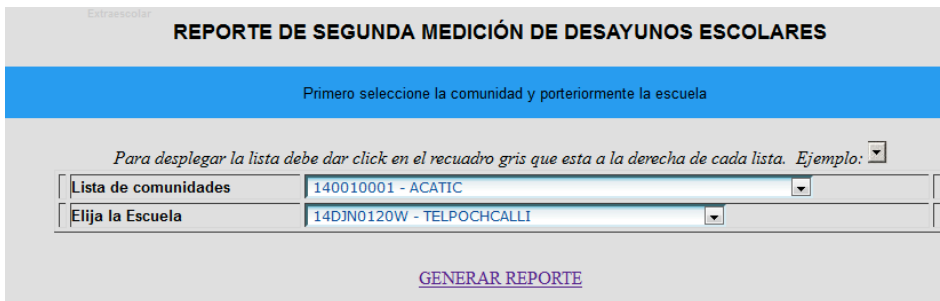 Extraescolar
REPORTE DE SEGUNDA MEDICIÓN DE DESAYUNOS ESCOLARES
Primero seleccione la comunidad y porteriormente la escuela
Para desplegar la lista debe dar click en el recuadro gris que esta a la derecha de cada lista. Ejemplo:
Lista de comunidades 140010001 - ACATIC
Elija la Escuela 14DJN0120W - TELPOCHCALLI
GENERAR REPORTE